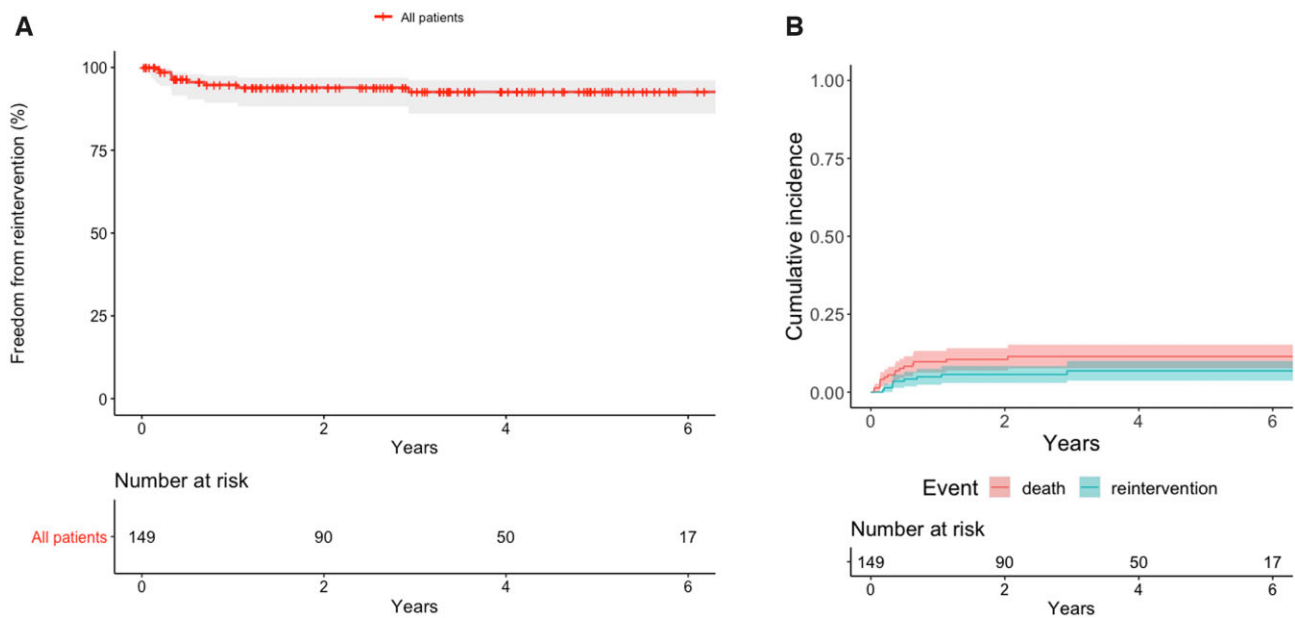 A
All patients
Freedom from reintervention (%)
100
75
50
25
0
0 2 4 6
Years
Number at risk
All patients 149 90 50 17
0 2 4 6
Years
B
Cumulative incidence
1.00
0.75
0.50
0.25
0.00
0 2 4 6
Years
Event death reintervention
Number at risk
149 90 50 17
0 2 4 6
Years